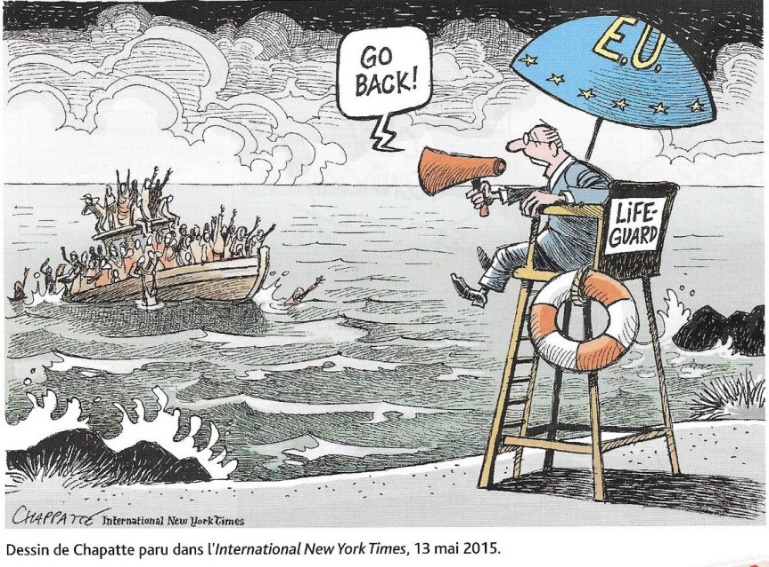 E.U.
GO
BACK!
LiFE-
GUARD
CHAPPATTE International New York Times
Dessin de Chapatte paru dans l'International New York Times, 13 mai 2015.